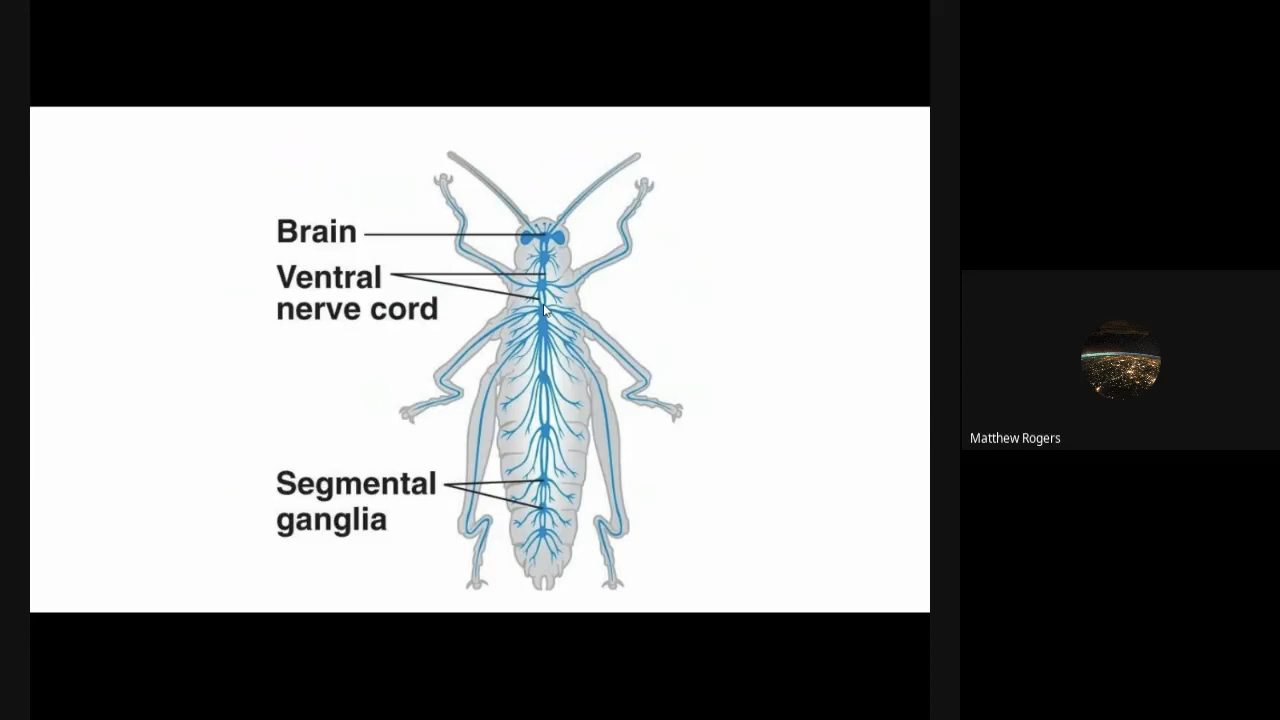 Brain
Ventral
nerve cord
Segmental
ganglia
Matthew Rogers